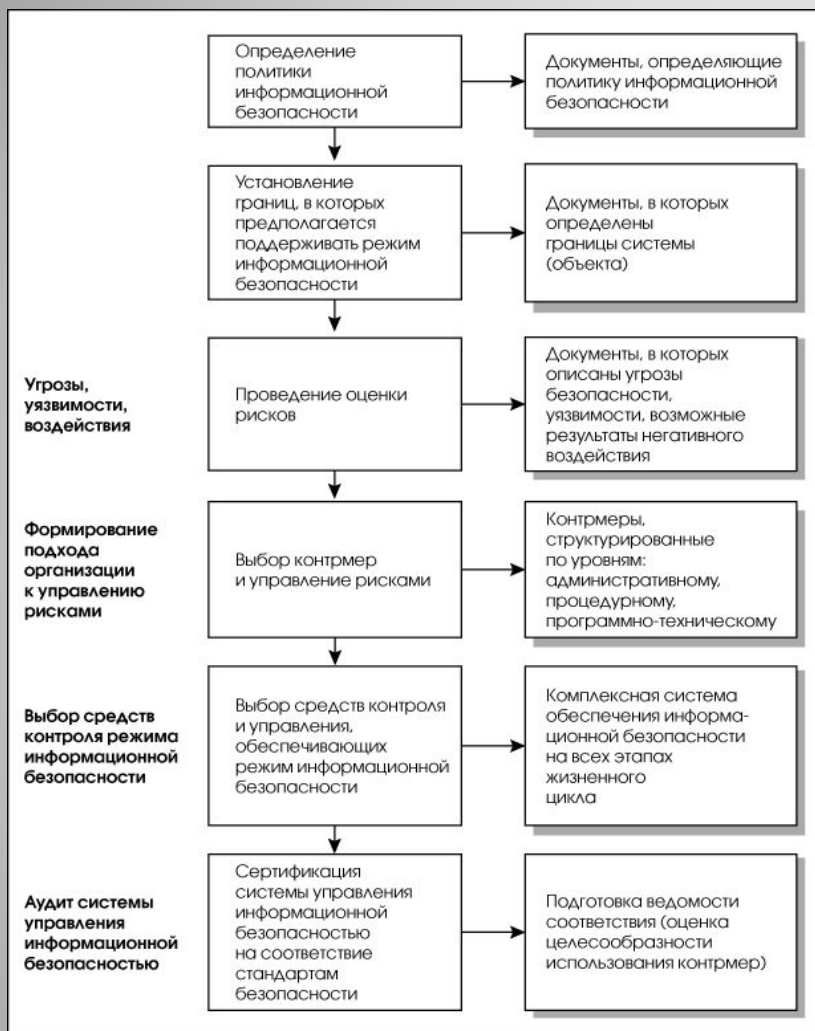 Определение
политики
информационной
безопасности
Документы, определяющие
политику информационной
безопасности
Установление
границ, в которых
предполагается
поддерживать режим
информационной
безопасности
Документы, в которых
определены
границы системы
(объекта)
Угрозы,
уязвимости,
воздействия
Проведение оценки
рисков
Документы, в которых
описаны угрозы
безопасности,
уязвимости, возможные
результаты негативного
воздействия
Формирование
подхода
организации
к управлению
рисками
Выбор контрмер
и управление рисками
Контрмеры,
структурированные
по уровням:
административному,
процедурному,
программно-техническому
Выбор средств
контроля режима
информационной
безопасности
Выбор средств контроля
и управления,
обеспечивающих
режим информационной
безопасности
Комплексная система
обеспечения информа-
ционной безопасности
на всех этапах
жизненного
цикла
Аудит системы
управления
информационной
безопасностью
Сертификация
системы управления
информационной
безопасностью
на соответствие
стандартам
безопасности
Подготовка ведомости
соответствия (оценка
целесообразности
использования контрмер)